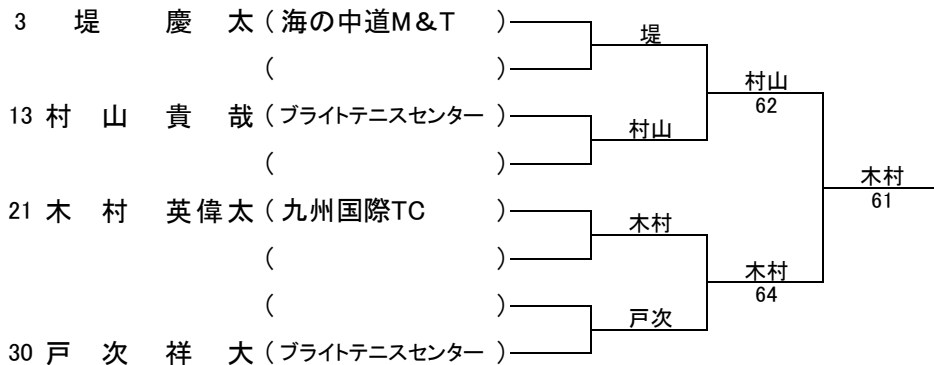 3 堤 慶 太 ( 海の中道M&T )
堤
( )
村山
62
13 村 山 貴 哉 ( ブライトテニスセンター )
村山
( )
木村
61
21 木 村 英偉太 ( 九州国際TC )
木村
( )
木村
64
( )
戸次
30 戸 次 祥 大 ( ブライトテニスセンター )